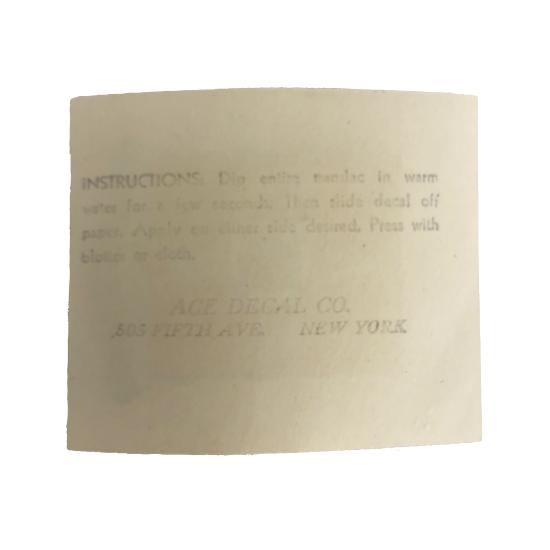 INSTRUCTIONS: Dip entire translac in warm
water for a few seconds. Then slide decal off
paper. Apply on either side desired. Press with
blotter or cloth.
ACE DECAL CO.
505 FIFTH AVE. NEW YORK